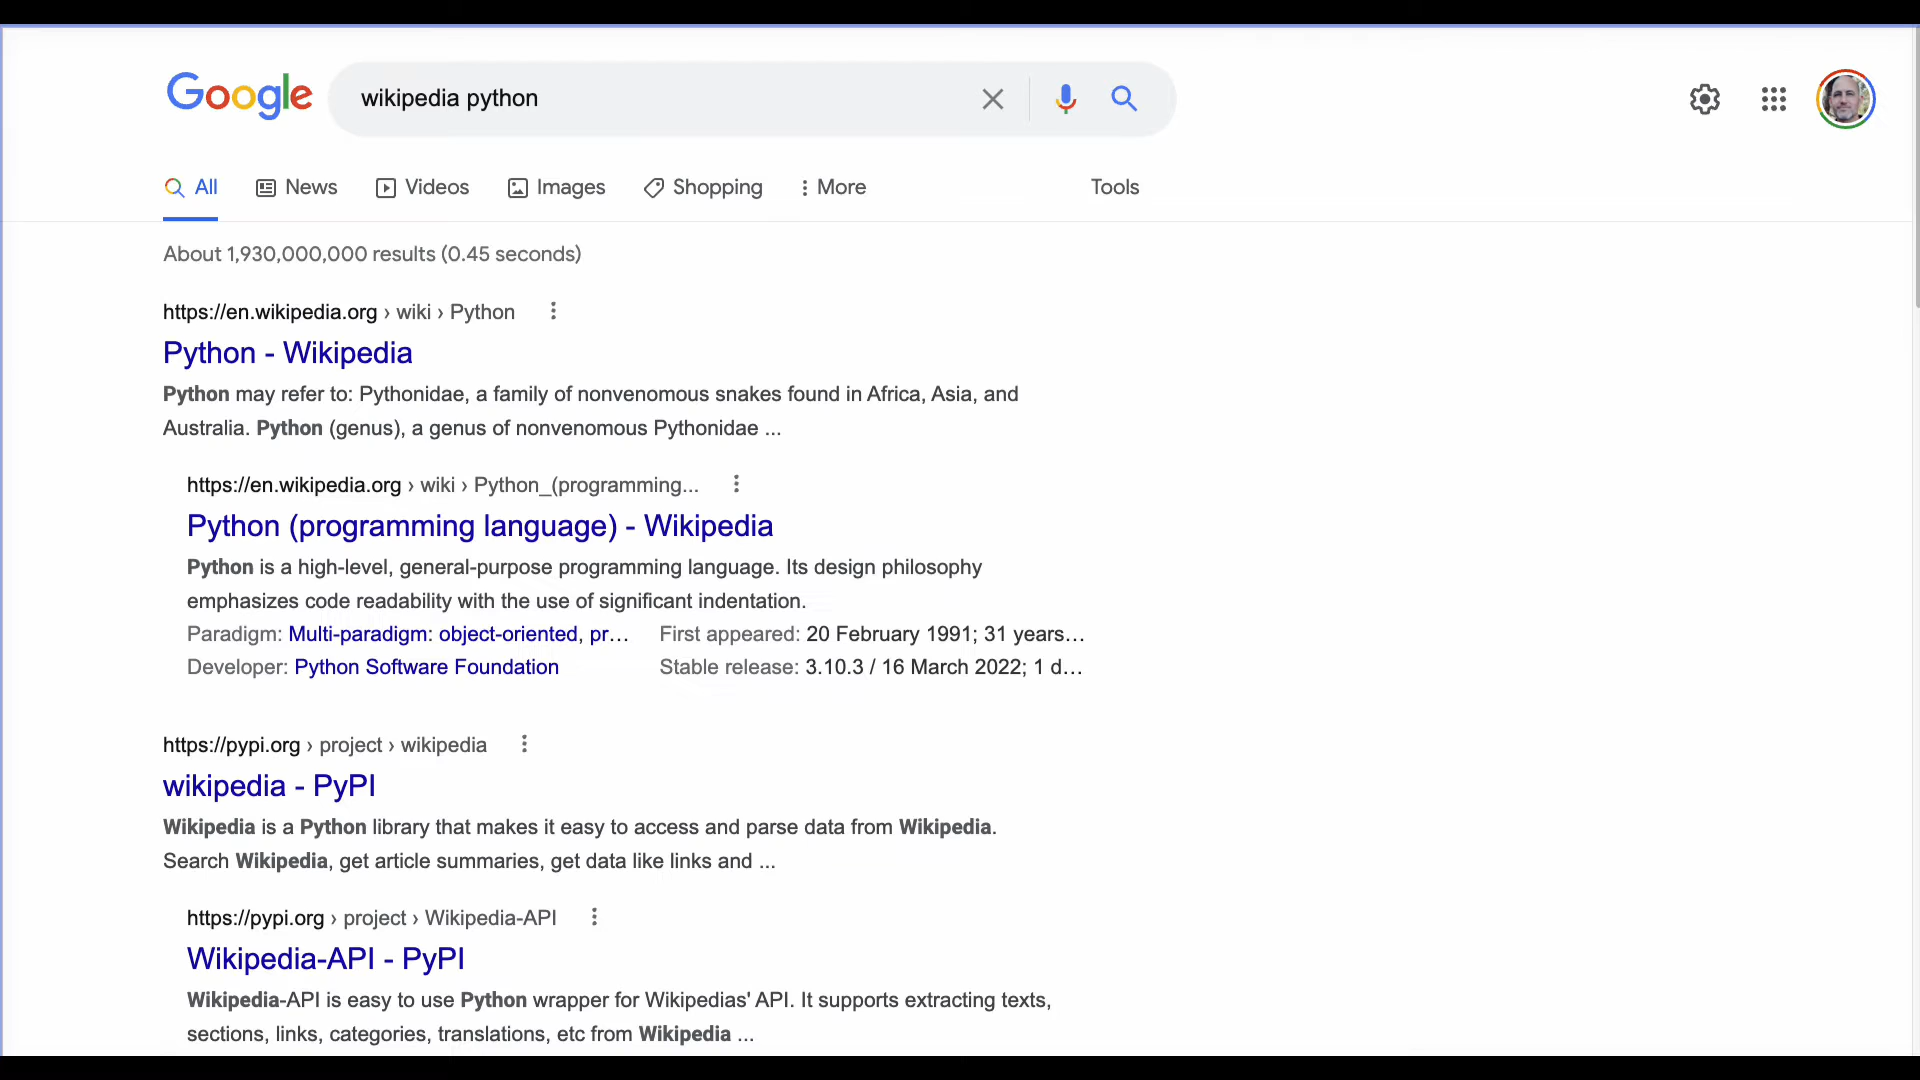 Google
wikipedia python
All News Videos Images Shopping More Tools
About 1,930,000,000 results (0.45 seconds)
https://en.wikipedia.org › wiki › Python
Python - Wikipedia
Python may refer to: Pythonidae, a family of nonvenomous snakes found in Africa, Asia, and
Australia. Python (genus), a genus of nonvenomous Pythonidae ...
https://en.wikipedia.org › wiki › Python_(programming...
Python (programming language) - Wikipedia
Python is a high-level, general-purpose programming language. Its design philosophy
emphasizes code readability with the use of significant indentation.
Paradigm: Multi-paradigm: object-oriented, pr... First appeared: 20 February 1991; 31 years...
Developer: Python Software Foundation Stable release: 3.10.3 / 16 March 2022; 1 d...
https://pypi.org › project › wikipedia
wikipedia - PyPI
Wikipedia is a Python library that makes it easy to access and parse data from Wikipedia.
Search Wikipedia, get article summaries, get data like links and ...
https://pypi.org › project › Wikipedia-API
Wikipedia-API - PyPI
Wikipedia-API is easy to use Python wrapper for Wikipedias' API. It supports extracting texts,
sections, links, categories, translations, etc from Wikipedia ...